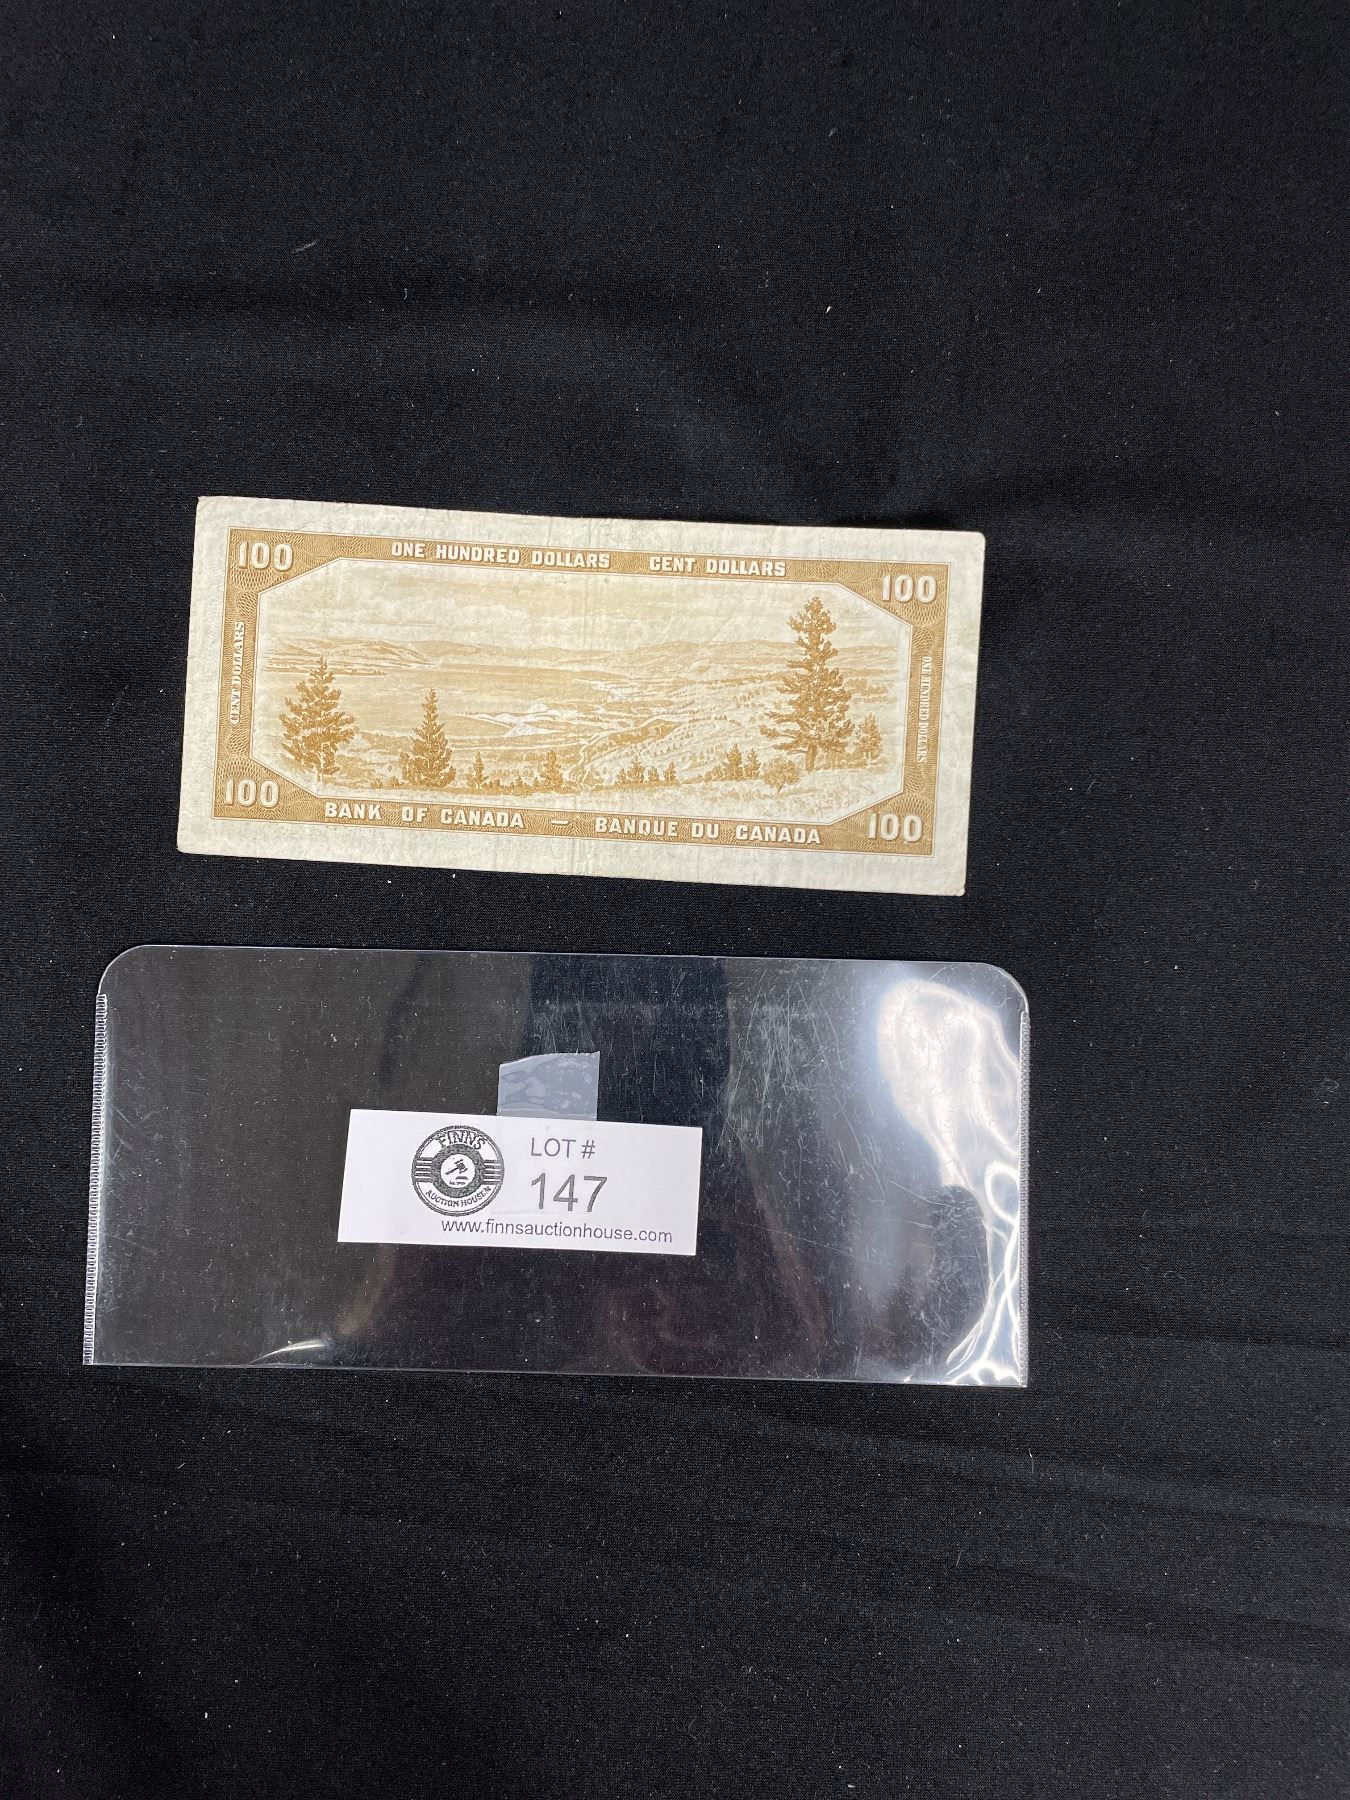 100
ONE HUNDRED DOLLARS CENT DOLLARS
100
CENT DOLLARS
ONE HUNDRED DOLLARS
100
BANK OF CANADA — BANQUE DU CANADA
100
FINNS
AUCTION HOUSE
LOT #
147
www.finnsauctionhouse.com